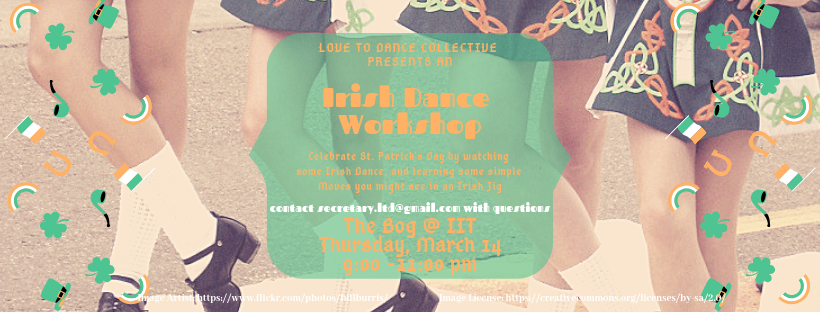 LOVE TO DANCE COLLECTIVE
PRESENTS AN
Irish Dance
Workshop
Celebrate St. Patrick's Day by watching
some Irish Dance, and learning some simple
Moves you might see in an Irish Jig
contact secretary.ltd@gmail.com with questions
The Bog @ IIT
Thursday, March 14
9:00 -11:00 pm
Image Artist:https://www.flickr.com/photos/billburris/ Image License:https://creativecommons.org/licenses/by-sa/2.0/